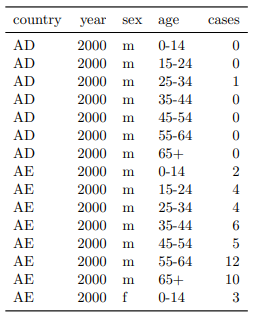 country year sex age cases
AD 2000 m 0-14 0
AD 2000 m 15-24 0
AD 2000 m 25-34 1
AD 2000 m 35-44 0
AD 2000 m 45-54 0
AD 2000 m 55-64 0
AD 2000 m 65+ 0
AE 2000 m 0-14 2
AE 2000 m 15-24 4
AE 2000 m 25-34 4
AE 2000 m 35-44 6
AE 2000 m 45-54 5
AE 2000 m 55-64 12
AE 2000 m 65+ 10
AE 2000 f 0-14 3